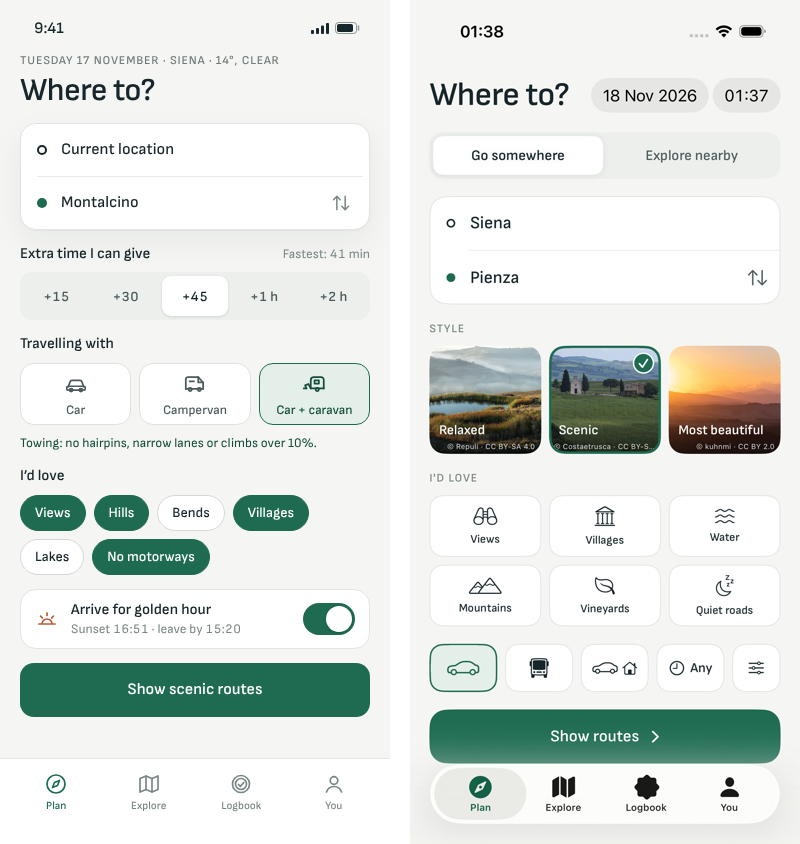 9:41
TUESDAY 17 NOVEMBER · SIENA · 14°, CLEAR
Where to?
Current location
Montalcino
Extra time I can give
Fastest: 41 min
+15
+30
+45
+1 h
+2 h
Travelling with
Car
Campervan
Car + caravan
Towing: no hairpins, narrow lanes or climbs over 10%.
I'd love
Views
Hills
Bends
Villages
Lakes
No motorways
Arrive for golden hour
Sunset 16:51 · leave by 15:20
Show scenic routes
Plan
Explore
Logbook
You
01:38
Where to?
18 Nov 2026
01:37
Go somewhere
Explore nearby
Siena
Pienza
STYLE
Relaxed
© Repuli · CC BY-SA 4.0
Scenic
© Costaetrusca · CC BY-S...
Most beautiful
© kuhnmi · CC BY 2.0
I'D LOVE
Views
Villages
Water
Mountains
Vineyards
Quiet roads
Any
Show routes
Plan
Explore
Logbook
You